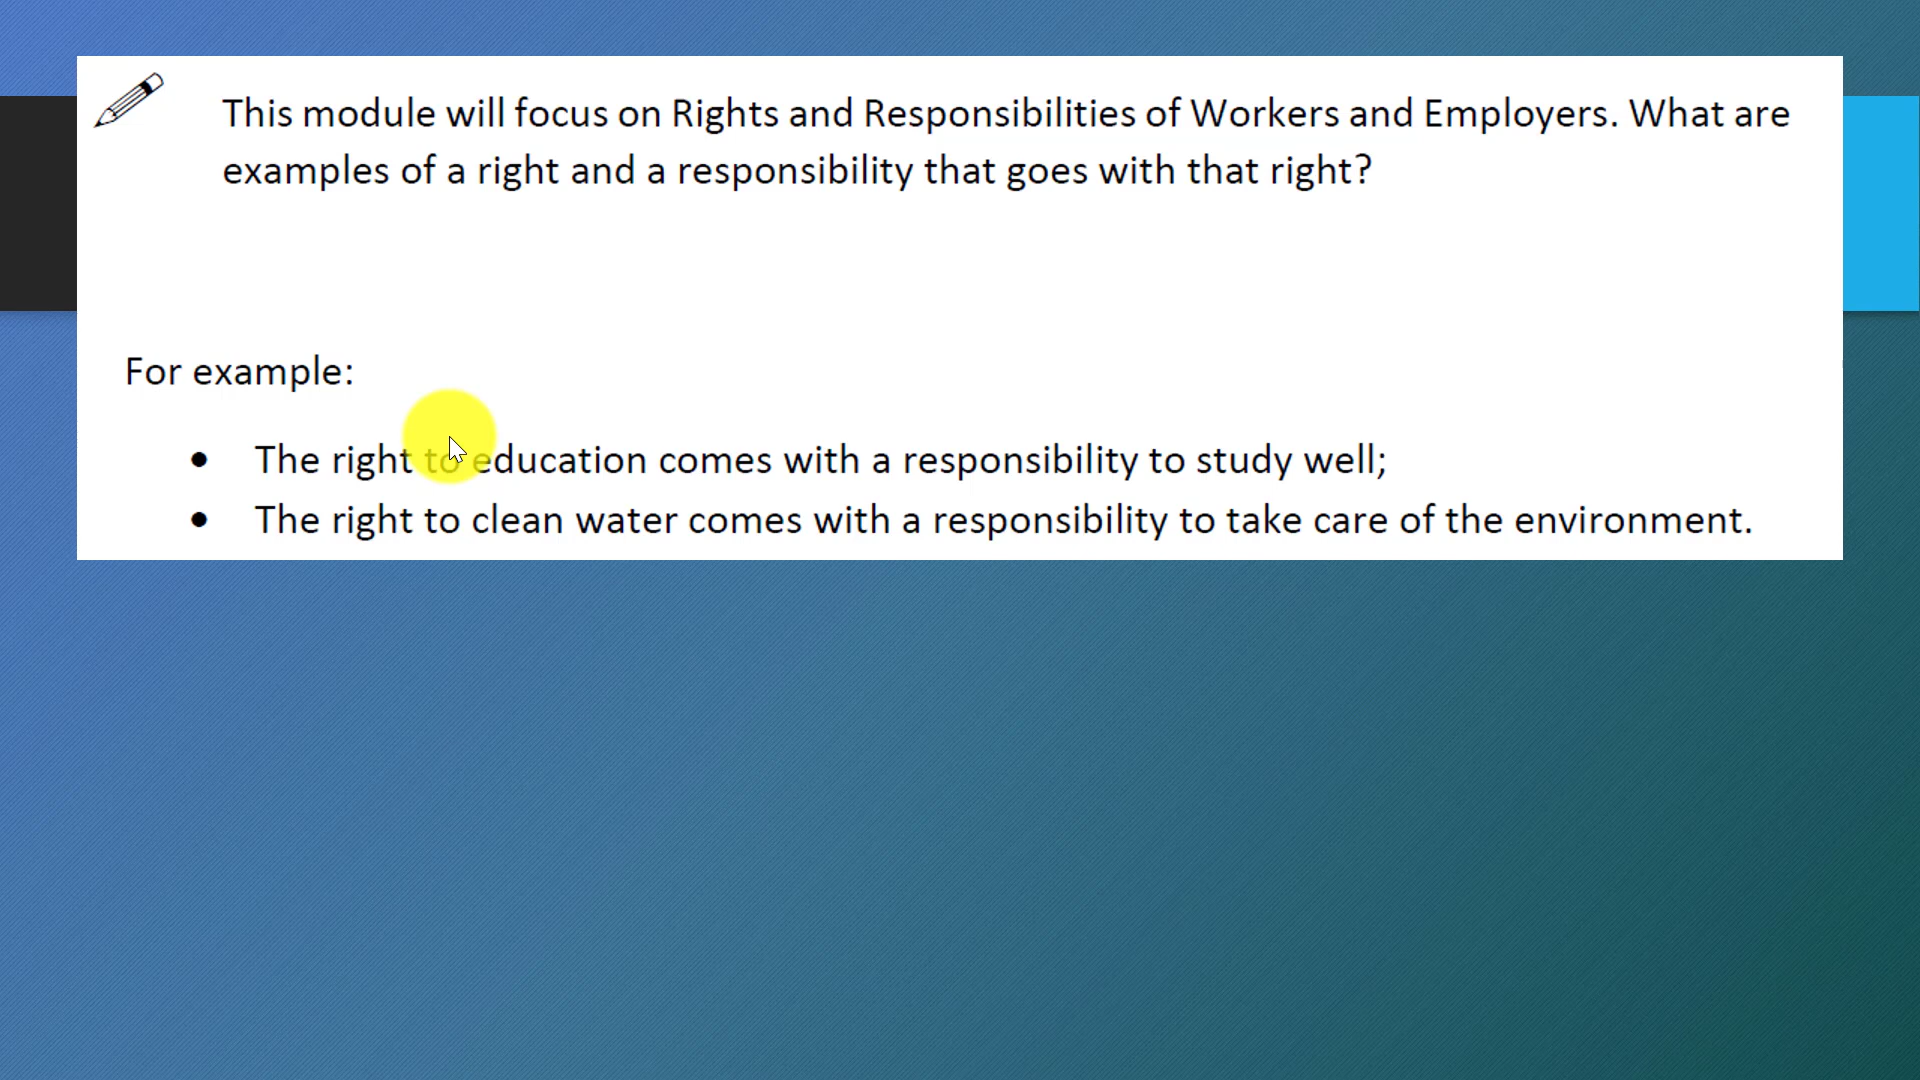 This module will focus on Rights and Responsibilities of Workers and Employers. What are
examples of a right and a responsibility that goes with that right?
For example:
• The right to education comes with a responsibility to study well;
• The right to clean water comes with a responsibility to take care of the environment.